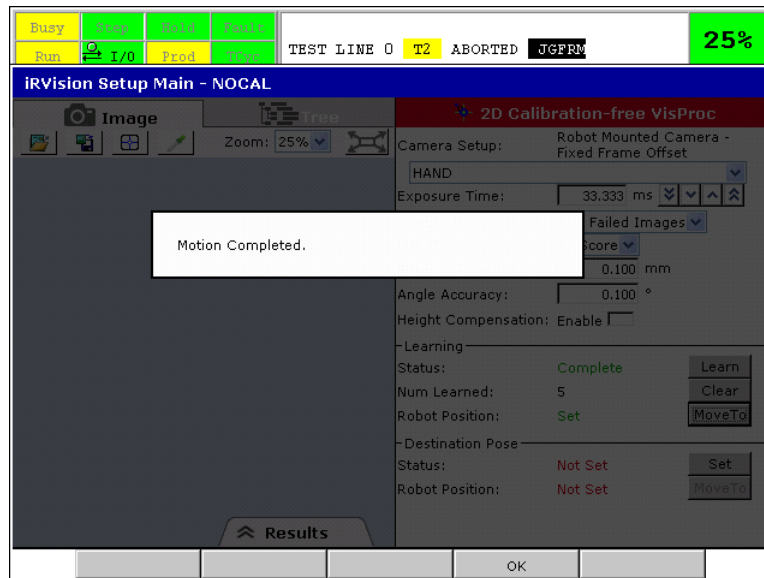 Busy Step Hold Fault
Run I/O Prod TCyc
TEST LINE 0 T2 ABORTED JGFRM
25%
iRVision Setup Main - NOCAL
Image
Tree
Zoom: 25%
2D Calibration-free VisProc
Camera Setup: Robot Mounted Camera -
Fixed Frame Offset
HAND
Exposure Time: 33.333 ms
Failed Images
Score
0.100 mm
Motion Completed.
Angle Accuracy: 0.100 °
Height Compensation: Enable
Learning
Status: Complete Learn
Num Learned: 5 Clear
Robot Position: Set MoveTo
Destination Pose
Status: Not Set Set
Robot Position: Not Set MoveTo
Results
OK